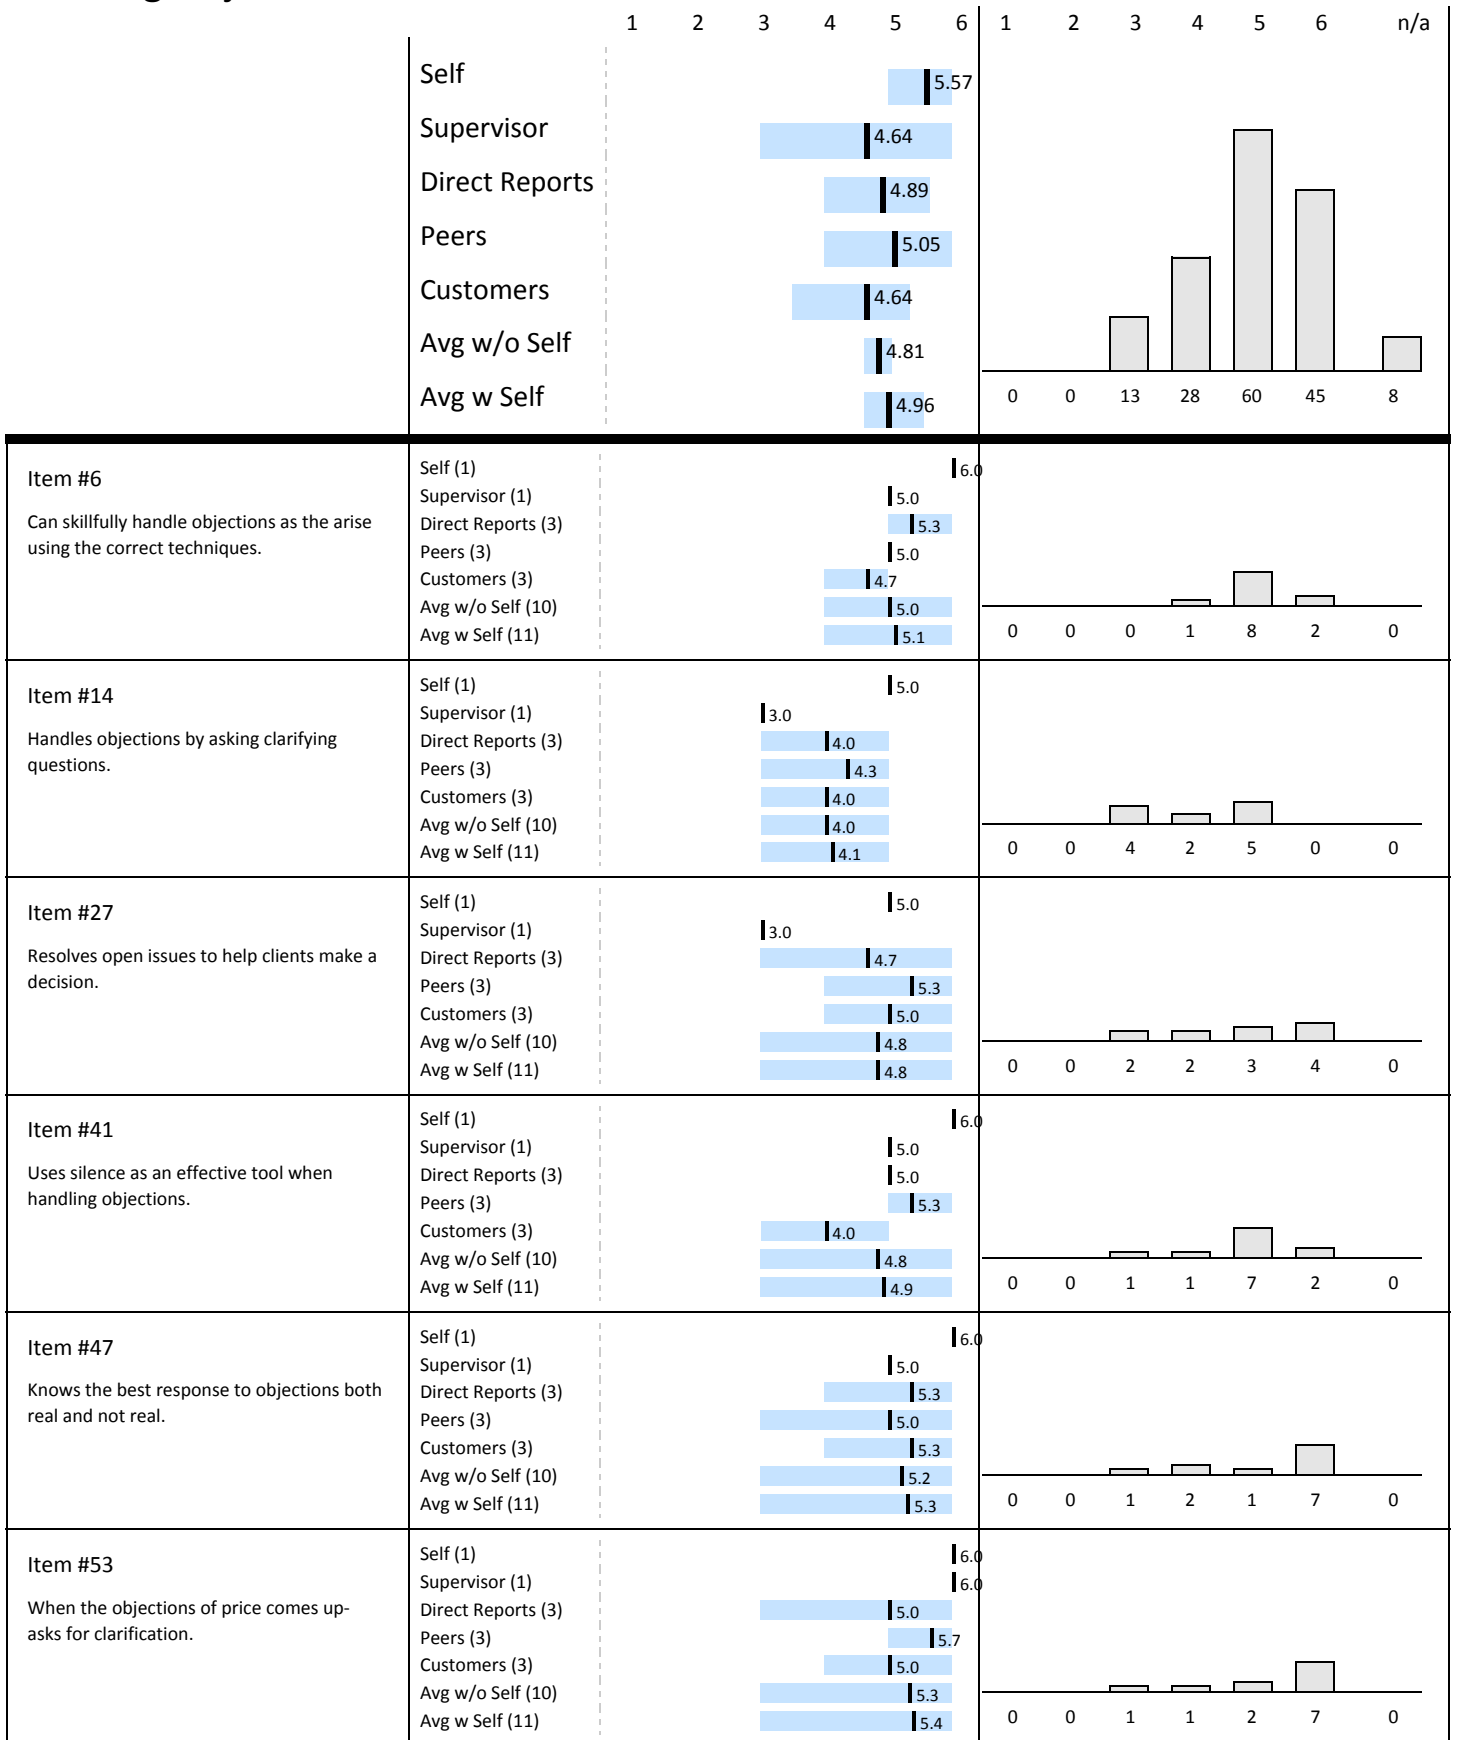 1 2 3 4 5 6 1 2 3 4 5 6 n/a
Self 5.57
Supervisor 4.64
Direct Reports 4.89
Peers 5.05
Customers 4.64
Avg w/o Self 4.81
Avg w Self 4.96
0 0 13 28 60 45 8
Item #6
Can skillfully handle objections as the arise
using the correct techniques.
Self (1) 6.0
Supervisor (1) 5.0
Direct Reports (3) 5.3
Peers (3) 5.0
Customers (3) 4.7
Avg w/o Self (10) 5.0
Avg w Self (11) 5.1
0 0 0 1 8 2 0
Item #14
Handles objections by asking clarifying
questions.
Self (1) 5.0
Supervisor (1) 3.0
Direct Reports (3) 4.0
Peers (3) 4.3
Customers (3) 4.0
Avg w/o Self (10) 4.0
Avg w Self (11) 4.1
0 0 4 2 5 0 0
Item #27
Resolves open issues to help clients make a
decision.
Self (1) 5.0
Supervisor (1) 3.0
Direct Reports (3) 4.7
Peers (3) 5.3
Customers (3) 5.0
Avg w/o Self (10) 4.8
Avg w Self (11) 4.8
0 0 2 2 3 4 0
Item #41
Uses silence as an effective tool when
handling objections.
Self (1) 6.0
Supervisor (1) 5.0
Direct Reports (3) 5.0
Peers (3) 5.3
Customers (3) 4.0
Avg w/o Self (10) 4.8
Avg w Self (11) 4.9
0 0 1 1 7 2 0
Item #47
Knows the best response to objections both
real and not real.
Self (1) 6.0
Supervisor (1) 5.0
Direct Reports (3) 5.3
Peers (3) 5.0
Customers (3) 5.3
Avg w/o Self (10) 5.2
Avg w Self (11) 5.3
0 0 1 2 1 7 0
Item #53
When the objections of price comes up-
asks for clarification.
Self (1) 6.0
Supervisor (1) 6.0
Direct Reports (3) 5.0
Peers (3) 5.7
Customers (3) 5.0
Avg w/o Self (10) 5.3
Avg w Self (11) 5.4
0 0 1 1 2 7 0